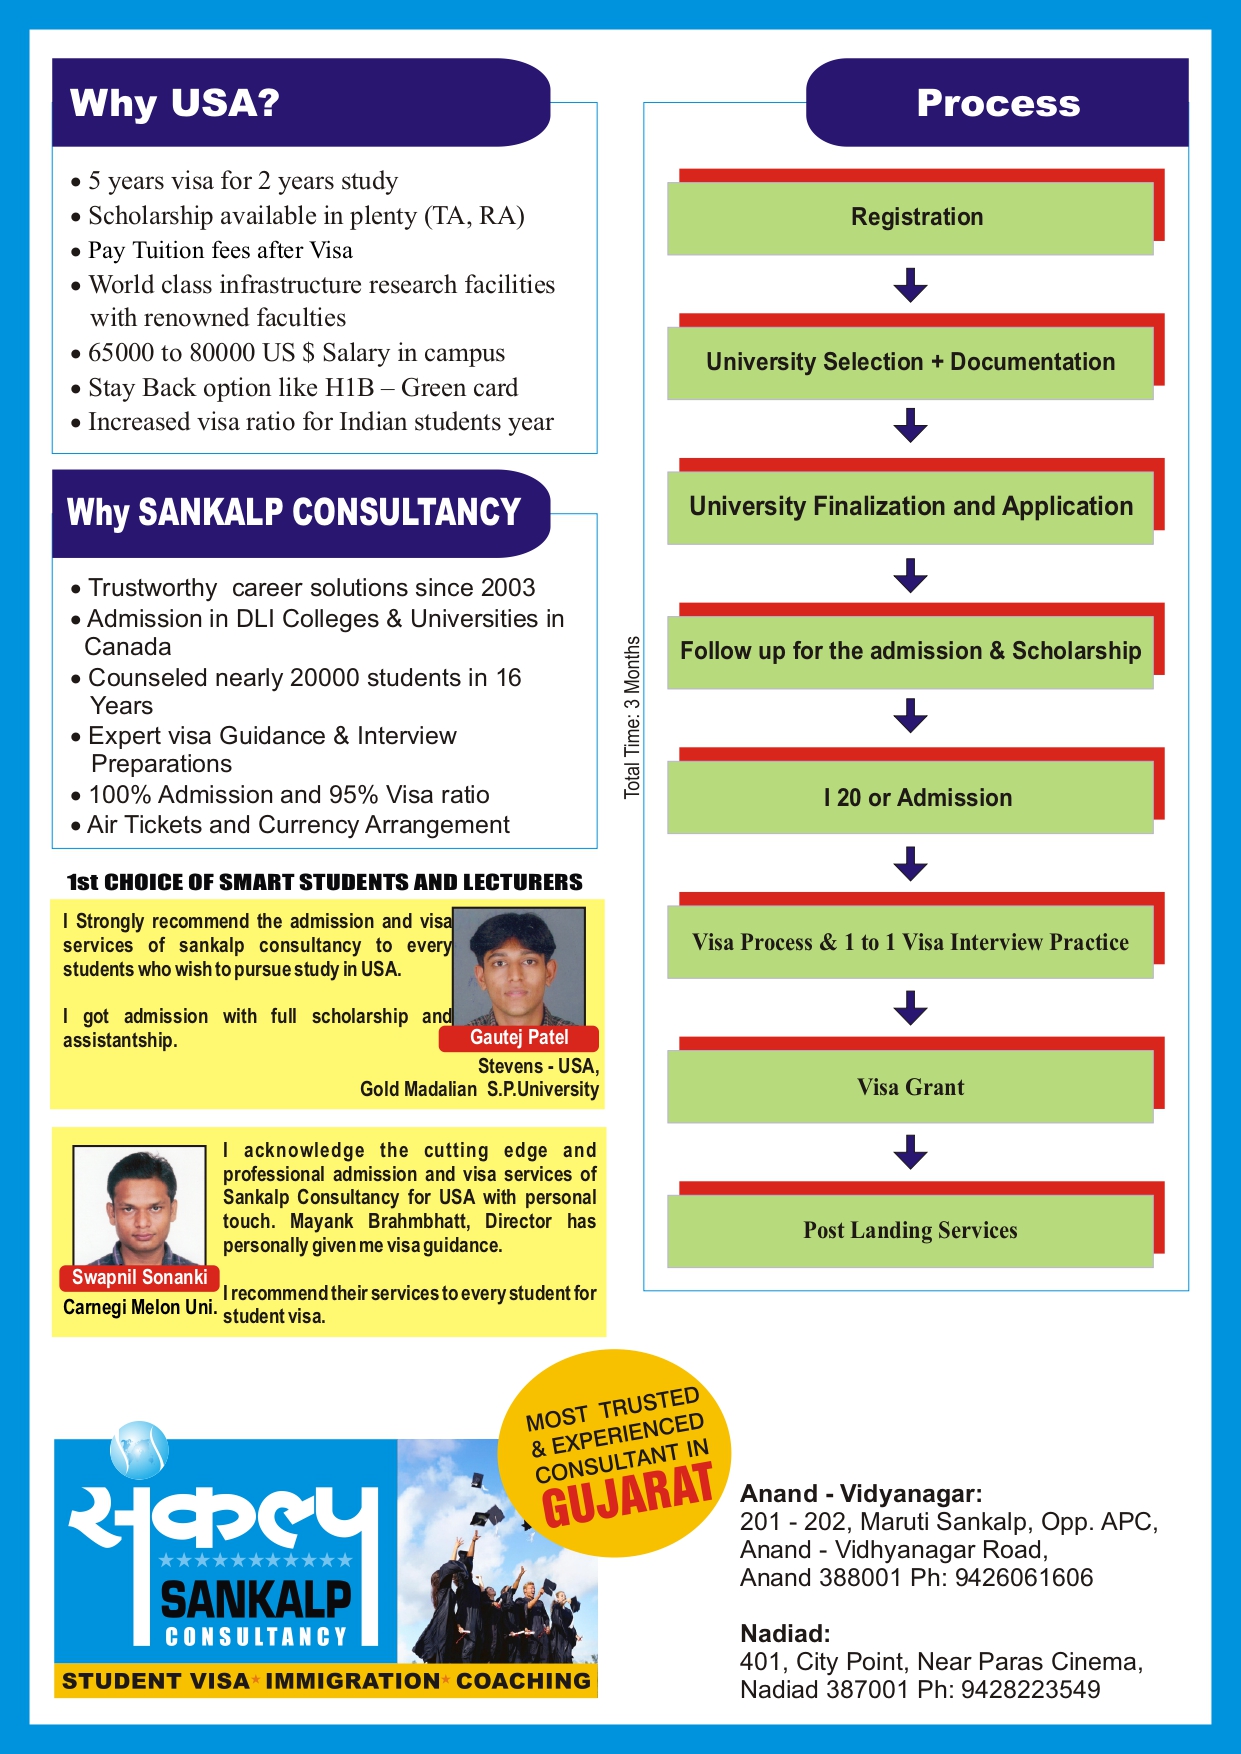 Why USA?
• 5 years visa for 2 years study
• Scholarship available in plenty (TA, RA)
• Pay Tuition fees after Visa
• World class infrastructure research facilities
with renowned faculties
• 65000 to 80000 US $ Salary in campus
• Stay Back option like H1B – Green card
• Increased visa ratio for Indian students year
Why SANKALP CONSULTANCY
• Trustworthy career solutions since 2003
• Admission in DLI Colleges & Universities in
Canada
• Counseled nearly 20000 students in 16
Years
• Expert visa Guidance & Interview
Preparations
• 100% Admission and 95% Visa ratio
• Air Tickets and Currency Arrangement
1st CHOICE OF SMART STUDENTS AND LECTURERS
I Strongly recommend the admission and visa
services of sankalp consultancy to every
students who wish to pursue study in USA.
I got admission with full scholarship and
assistantship.
Gautej Patel
Stevens - USA,
Gold Madalian S.P.University
I acknowledge the cutting edge and
professional admission and visa services of
Sankalp Consultancy for USA with personal
touch. Mayank Brahmbhatt, Director has
personally given me visa guidance.
I recommend their services to every student for
student visa.
Swapnil Sonanki
Carnegi Melon Uni.
Process
Registration
University Selection + Documentation
University Finalization and Application
Follow up for the admission & Scholarship
I 20 or Admission
Visa Process & 1 to 1 Visa Interview Practice
Visa Grant
Post Landing Services
Total Time: 3 Months
MOST TRUSTED
& EXPERIENCED
CONSULTANT IN
GUJARAT
संकल्प
SANKALP
CONSULTANCY
STUDENT VISA★IMMIGRATION★COACHING
Anand - Vidyanagar:
201 - 202, Maruti Sankalp, Opp. APC,
Anand - Vidhyanagar Road,
Anand 388001 Ph: 9426061606
Nadiad:
401, City Point, Near Paras Cinema,
Nadiad 387001 Ph: 9428223549